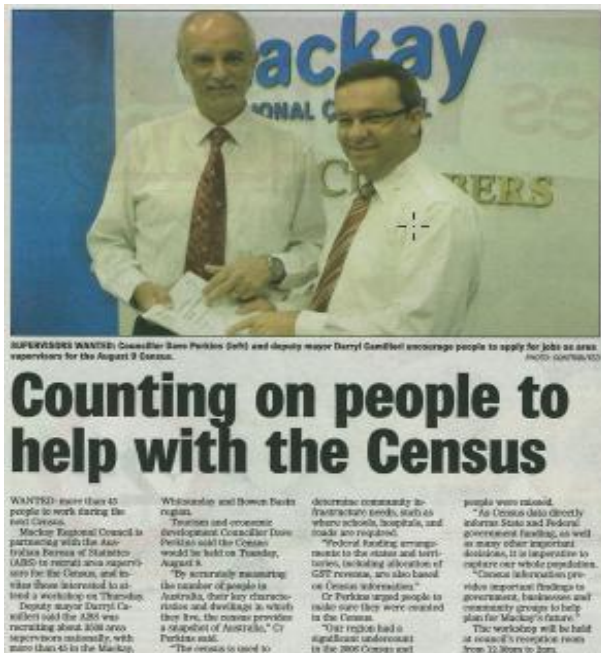 Mackay
REGIONAL COUNCIL
CHAMBERS
SUPERVISORS WANTED: Councillor Dave Perkins (left) and deputy mayor Darryl Camilleri encourage people to apply for jobs as area
supervisors for the August 9 Census.
PHOTO: CONTRIBUTED
Counting on people to
help with the Census
WANTED: more than 45
people to work during the
next Census.
Mackay Regional Council is
partnering with the Aus-
tralian Bureau of Statistics
(ABS) to recruit area supervi-
sors for the Census, and in-
vites those interested to at-
tend a workshop on Thursday.
Deputy mayor Darryl Ca-
milleri said the ABS was
recruiting about
supervisors nationally, with
more than 45 in the Mackay,
Whitsunday and Bowen Basin
region.
Tourism and economic
development Councillor Dave
Perkins said the Census
would be held on Tuesday,
August 9.
"By accurately measuring
the number of people in
Australia, their key characte-
ristics and dwellings in which
they live, the census provides
a snapshot of Australia," Cr
Perkins said.
"The census is used to
determine community in-
frastructure needs, such as
where schools, hospitals, and
roads are required.
"Federal funding arrange-
ments to the states and terri-
tories, including allocation of
GST revenue, are also based
on Census information."
Cr Perkins urged people to
make sure they were counted
in the Census.
"Our region had a
significant undercount
in the 2006 Census and
people were missed.
"As Census data directly
informs State and Federal
government funding, as well
as many other important
decisions, it is imperative to
capture our whole population.
"Census information pro-
vides important findings to
government, businesses and
community groups to help
plan for Mackay's future."
The workshop will be held
at council's reception room
from 12.30pm to 2pm.